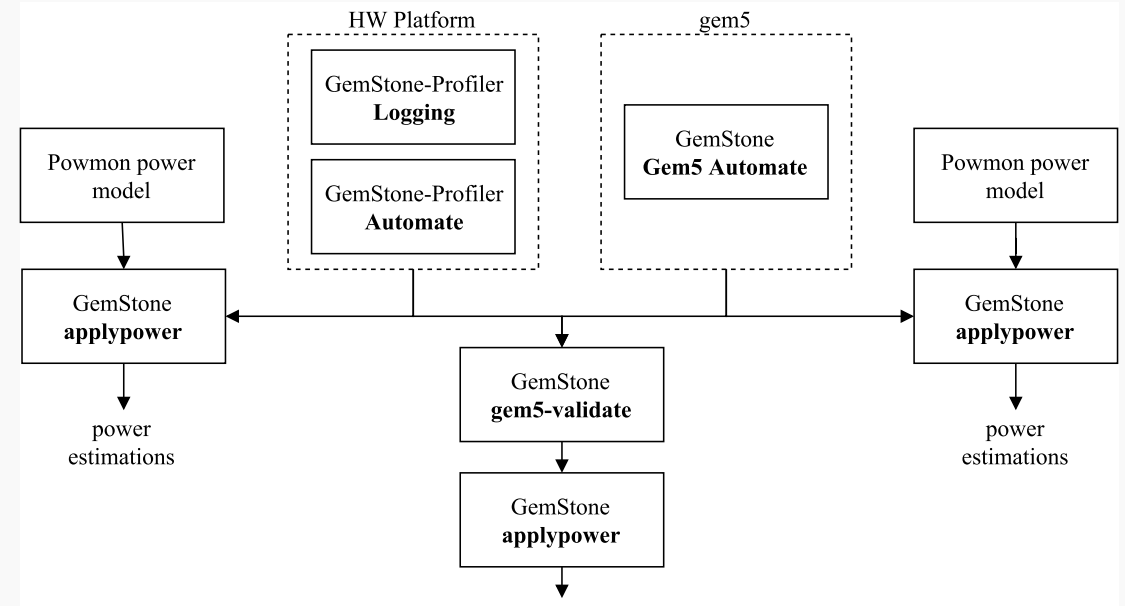 HW Platform
gem5
GemStone-Profiler
Logging
GemStone-Profiler
Automate
GemStone
Gem5 Automate
Powmon power
model
Powmon power
model
GemStone
applypower
GemStone
applypower
GemStone
gem5-validate
power
estimations
power
estimations
GemStone
applypower